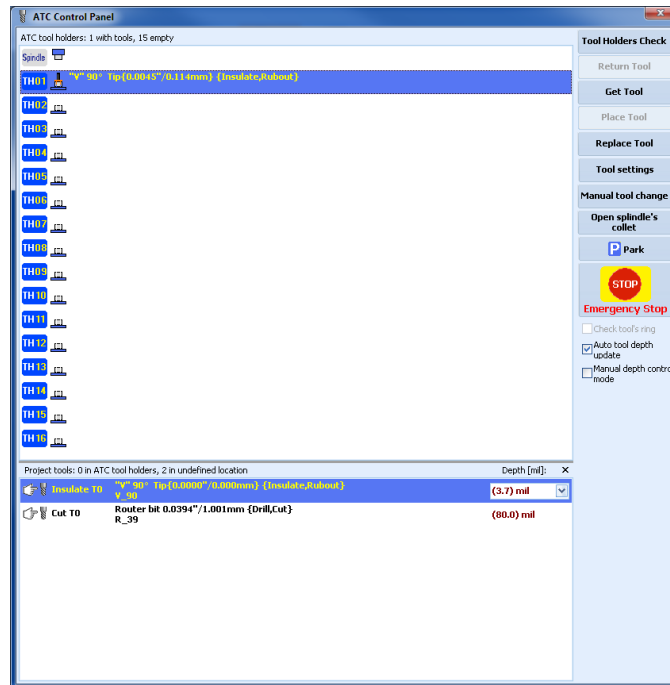 ATC Control Panel
ATC tool holders: 1 with tools, 15 empty
Spindle
TH01 "V" 90° Tip{0.0045"/0.114mm} {Insulate,Rubout}
TH02
TH03
TH04
TH05
TH06
TH07
TH08
TH09
TH10
TH11
TH12
TH13
TH14
TH15
TH16
Tool Holders Check
Return Tool
Get Tool
Place Tool
Replace Tool
Tool settings
Manual tool change
Open splindle's
collet
P Park
STOP
Emergency Stop
Check tool's ring
Auto tool depth
update
Manual depth contro
mode
Project tools: 0 in ATC tool holders, 2 in undefined location Depth [mil]: x
Insulate T0 "V" 90° Tip{0.0000"/0.000mm} {Insulate,Rubout} (3.7) mil
V_90
Cut T0 Router bit 0.0394"/1.001mm {Drill,Cut} (80.0) mil
R_39